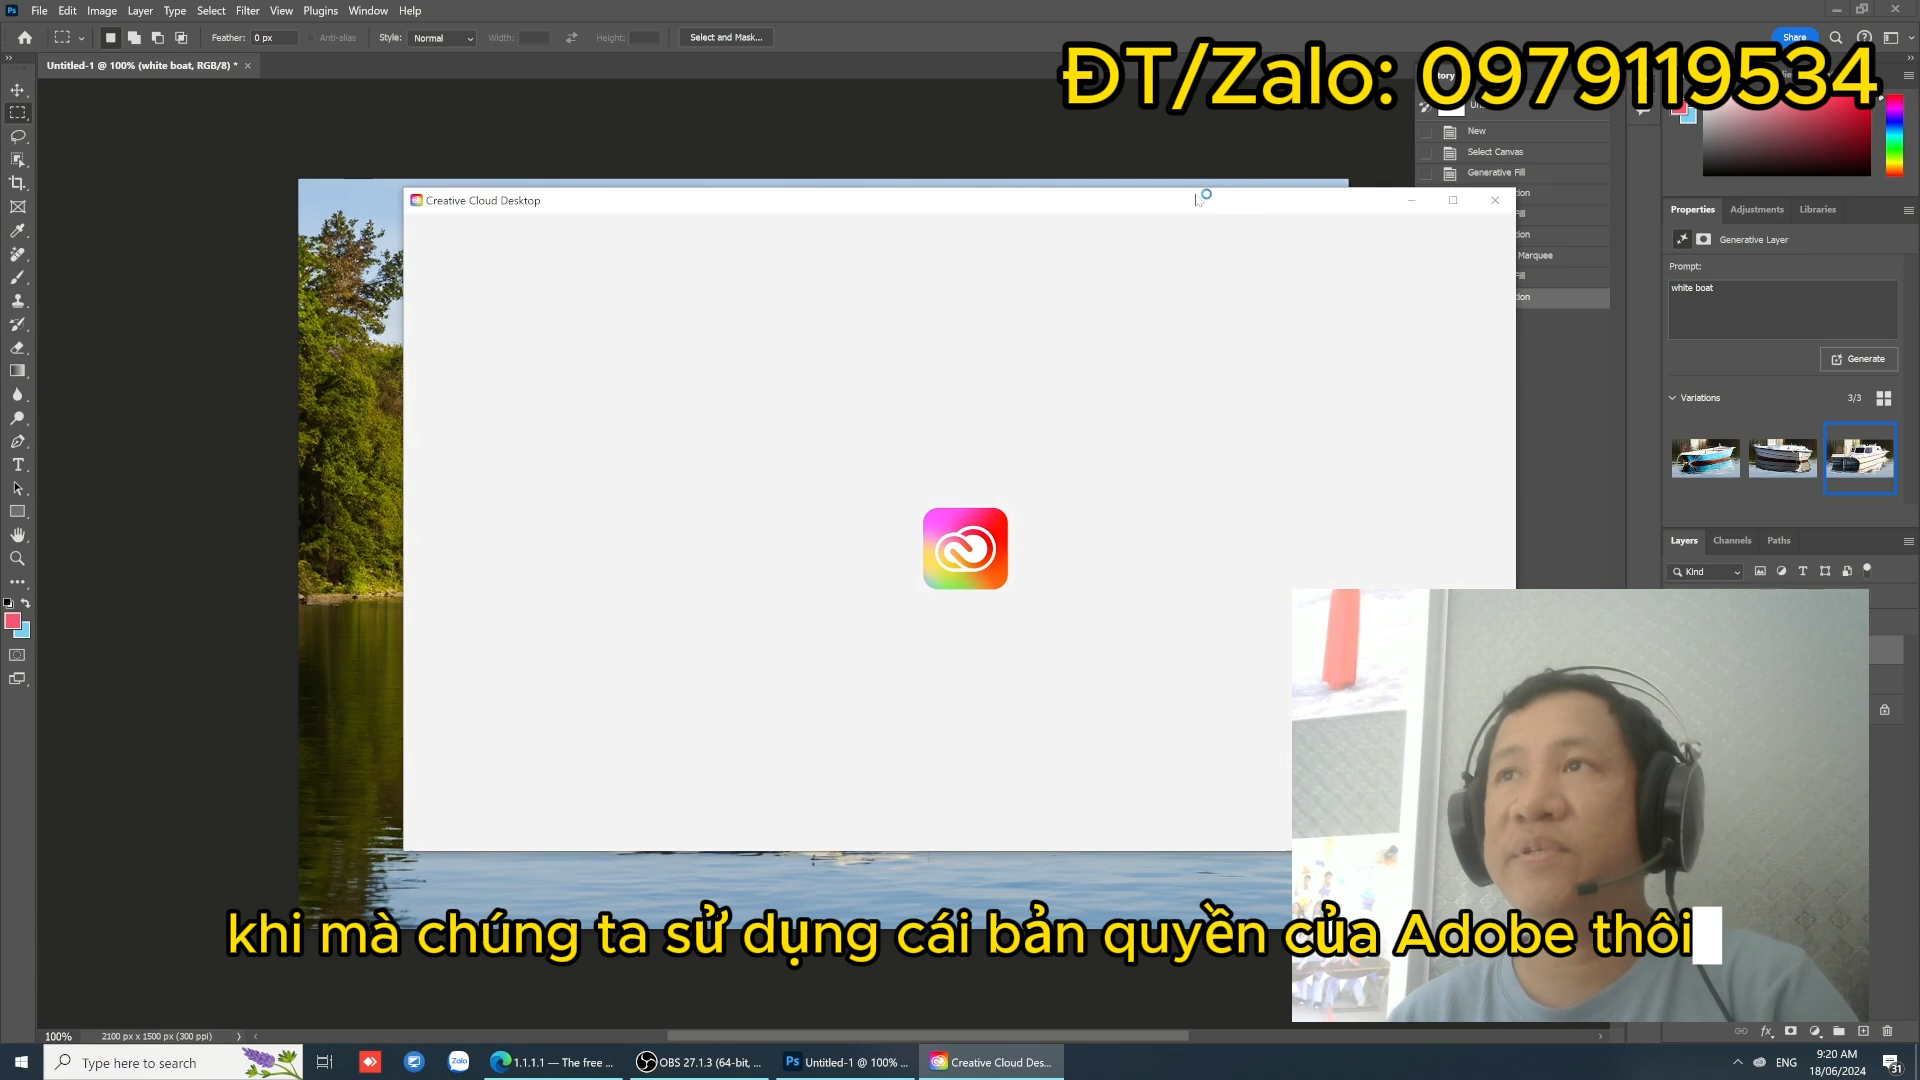 File Edit Image Layer Type Select Filter View Plugins Window Help
Feather: 0 px Anti-alias Style: Normal Width: Height: Select and Mask... Share
ĐT/Zalo: 0979119534
Untitled-1 @ 100% (white boat, RGB/8) *
New
Select Canvas
Generative Fill
Marquee
Creative Cloud Desktop
Properties Adjustments Libraries
Generative Layer
Prompt:
white boat
Generate
Variations 3/3
Layers Channels Paths
Kind
khi mà chúng ta sử dụng cái bản quyền của Adobe thôi
100% 2100 px x 1500 px (300 ppi)
Type here to search
Zalo
1.1.1.1 — The free ...
OBS 27.1.3 (64-bit, ...
Ps Untitled-1 @ 100% ...
Creative Cloud Des...
ENG
9:20 AM
18/06/2024
31